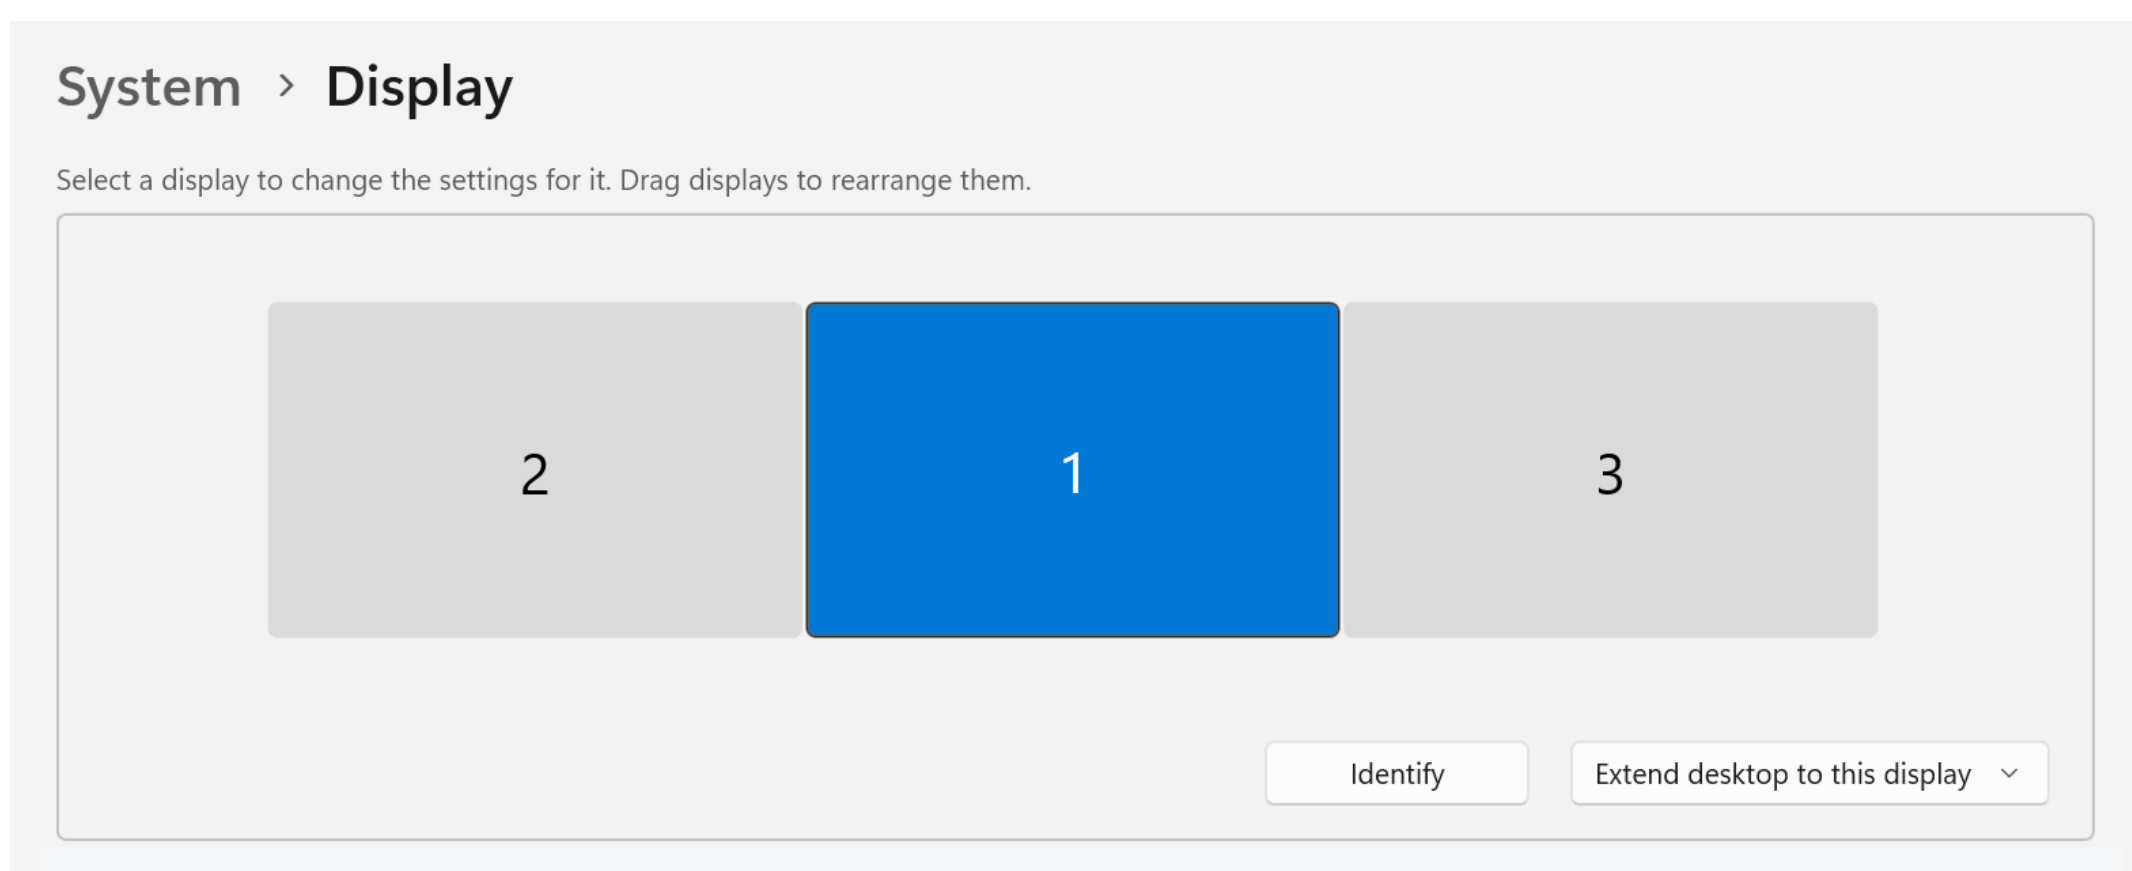 System > Display
Select a display to change the settings for it. Drag displays to rearrange them.
2
1
3
Identify
Extend desktop to this display